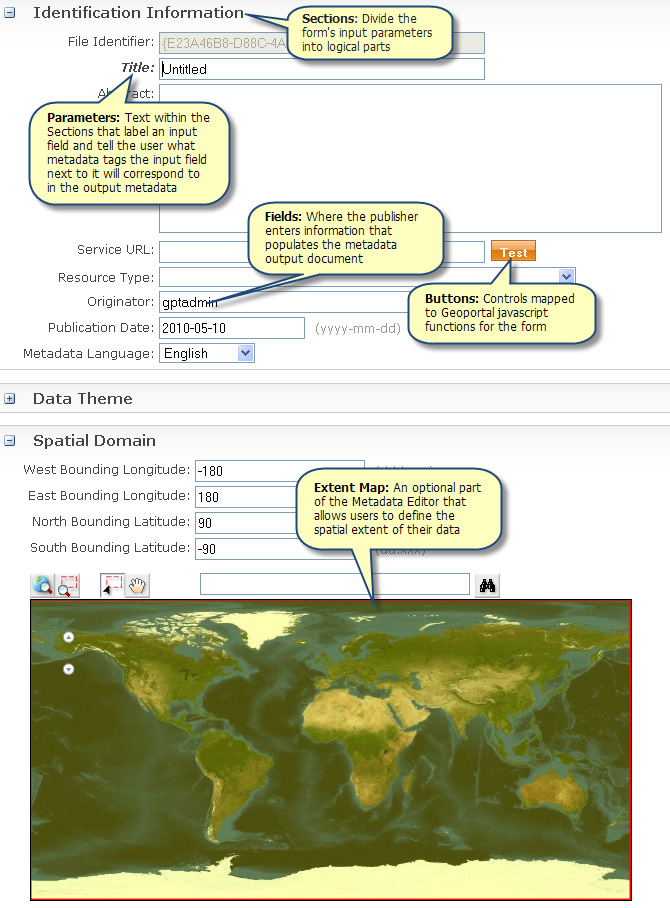 Identification Information
Sections: Divide the
form's input parameters
into logical parts
File Identifier: {E23A46B8-D88C-4A
Title: Untitled
Parameters: Text within the
Sections that label an input
field and tell the user what
metadata tags the input field
next to it will correspond to
in the output metadata
Fields: Where the publisher
enters information that
populates the metadata
output document
Service URL: Test
Resource Type:
Originator: gptadmin
Buttons: Controls mapped
to Geoportal javascript
functions for the form
Publication Date: 2010-05-10 (yyyy-mm-dd)
Metadata Language: English
Data Theme
Spatial Domain
West Bounding Longitude: -180
East Bounding Longitude: 180
North Bounding Latitude: 90
South Bounding Latitude: -90
Extent Map: An optional part
of the Metadata Editor that
allows users to define the
spatial extent of their data